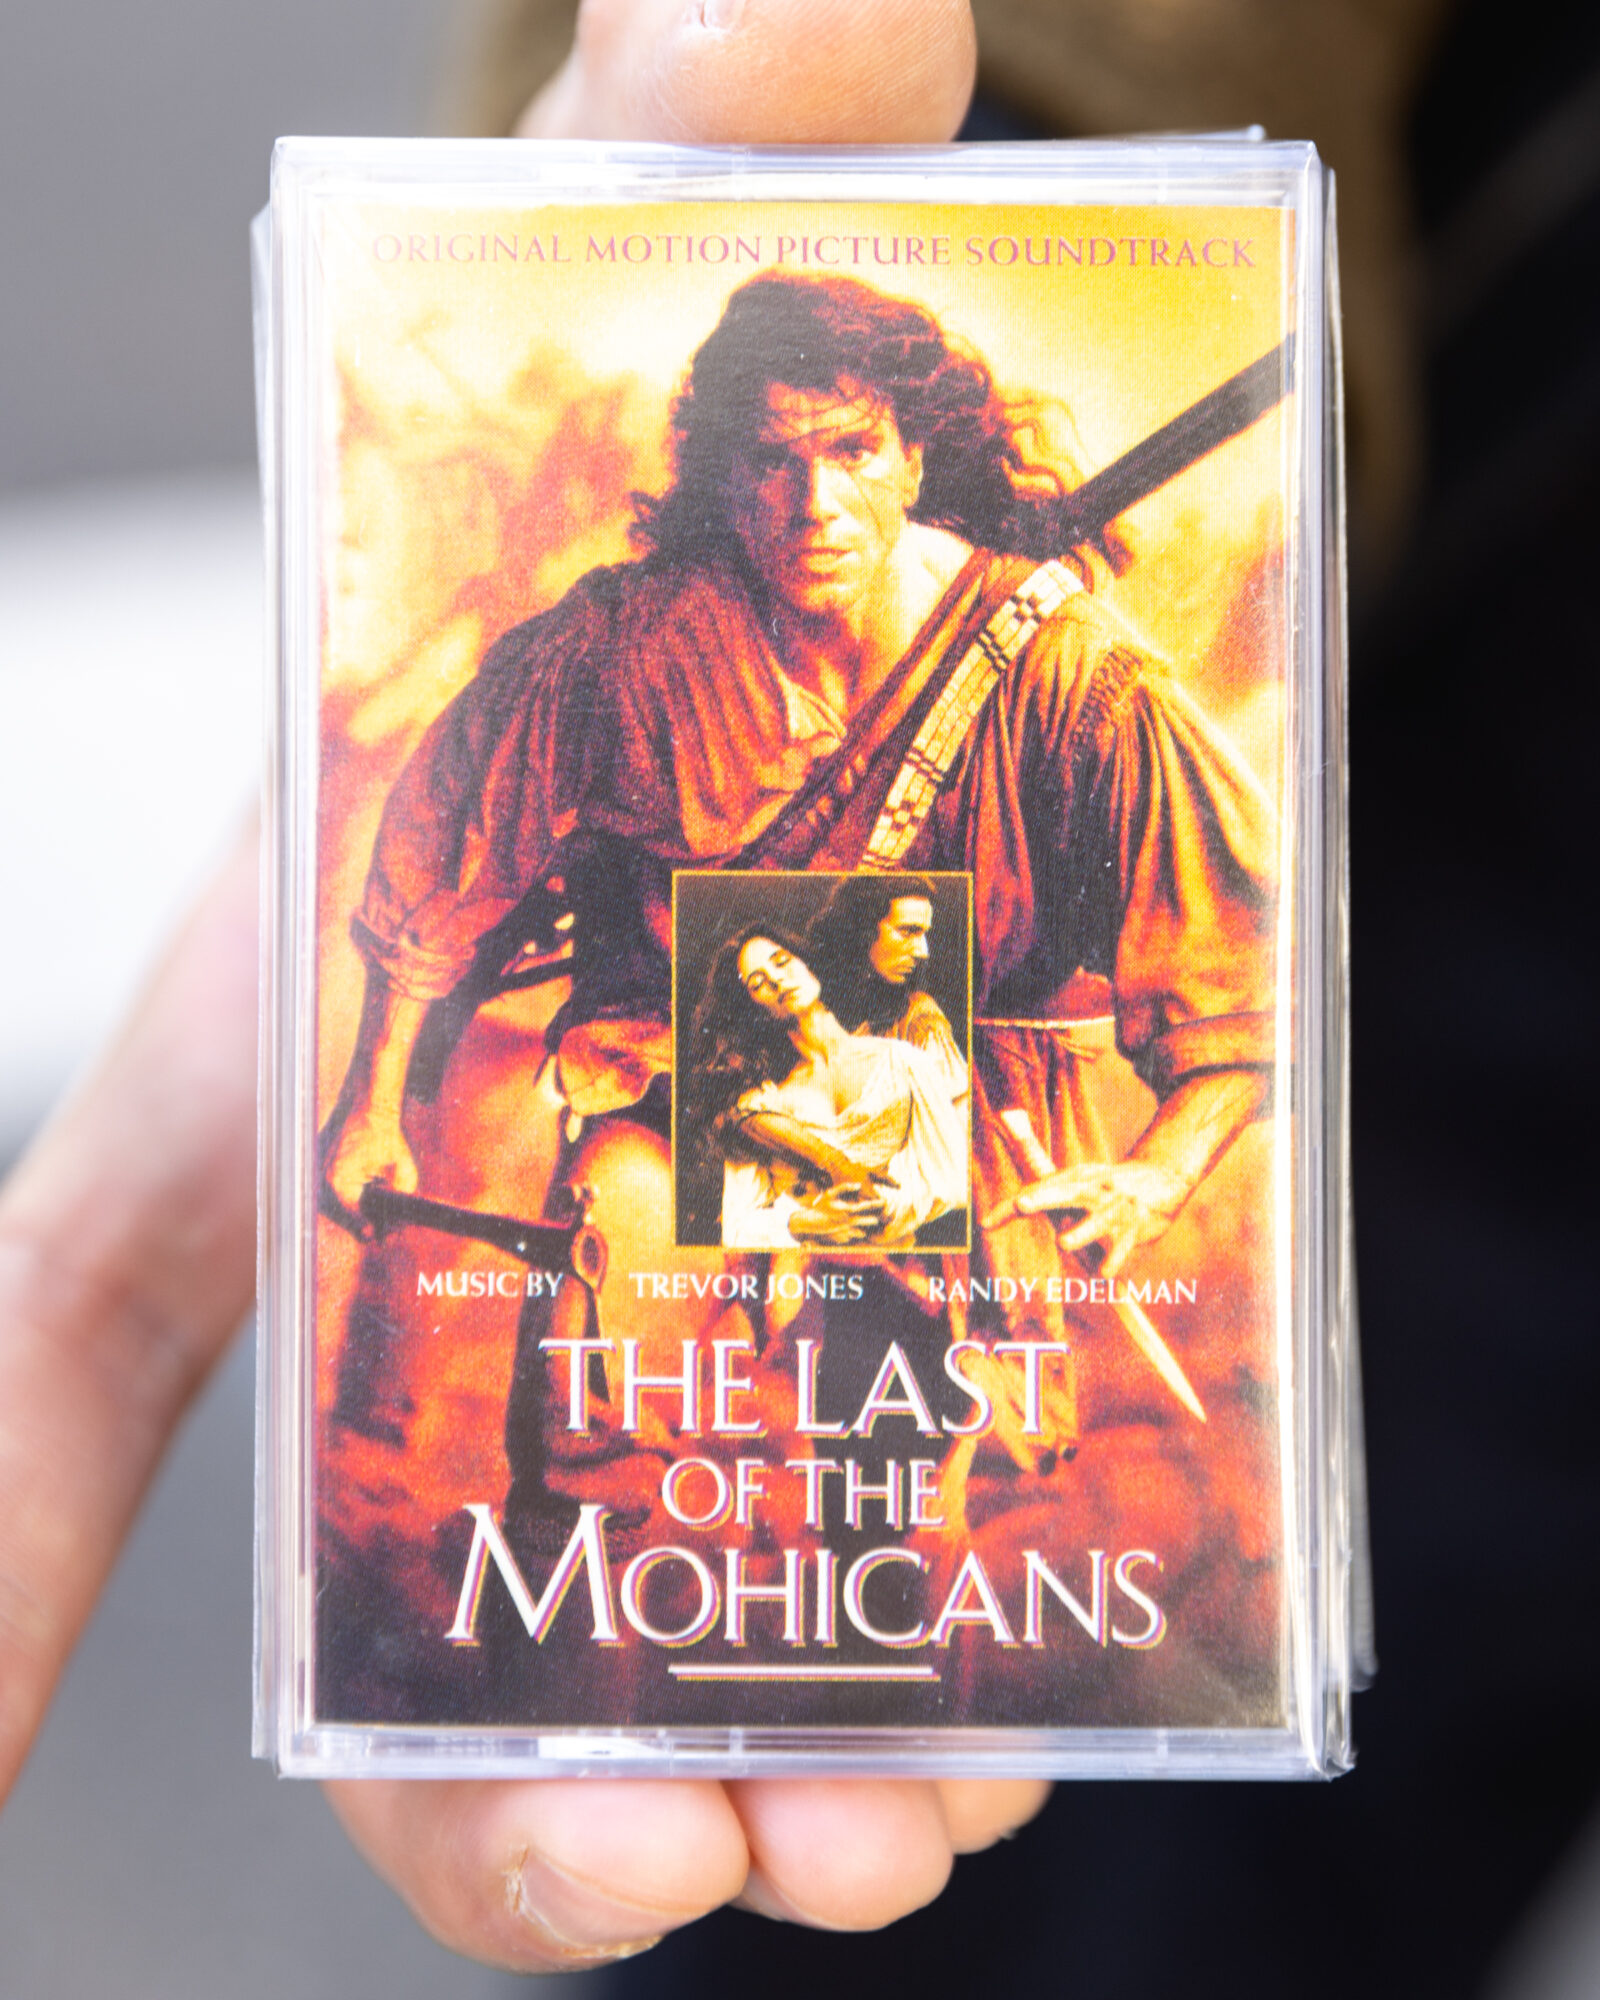 ORIGINAL MOTION PICTURE SOUNDTRACK
MUSIC BY TREVOR JONES RANDY EDELMAN
THE LAST
OF THE
MOHICANS